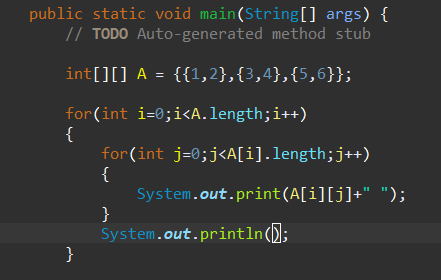 public static void main(String[] args) {
    // TODO Auto-generated method stub
    int[][] A = {{1,2},{3,4},{5,6}};
    for(int i=0;i<A.length;i++)
    {
        for(int j=0;j<A[i].length;j++)
        {
            System.out.print(A[i][j]+" ");
        }
        System.out.println();
    }